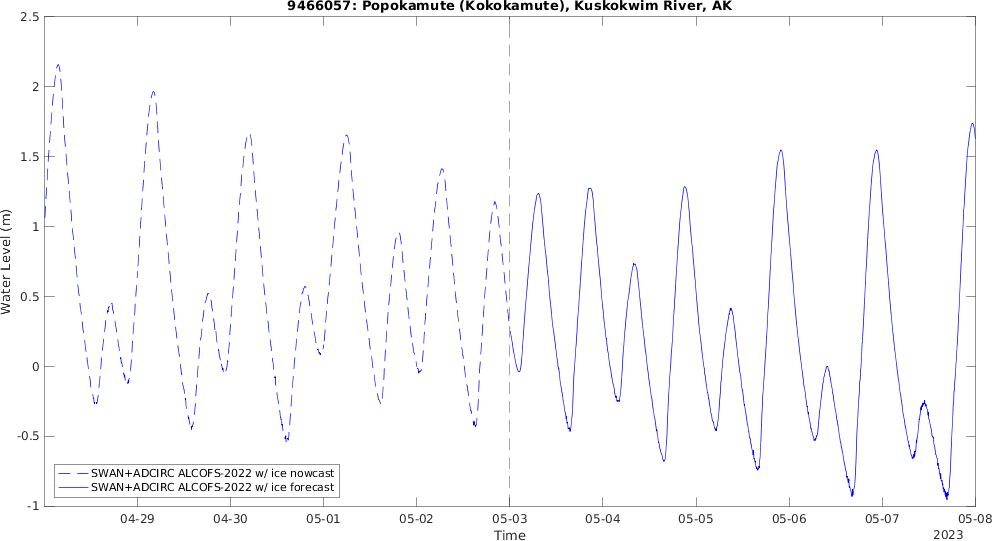 9466057: Popokamute (Kokokamute), Kuskokwim River, AK
2.5
2
1.5
1
0.5
0
-0.5
-1
Water Level (m)
SWAN+ADCIRC ALCOFS-2022 w/ ice nowcast
SWAN+ADCIRC ALCOFS-2022 w/ ice forecast
04-29 04-30 05-01 05-02 05-03 05-04 05-05 05-06 05-07 05-08
Time
2023